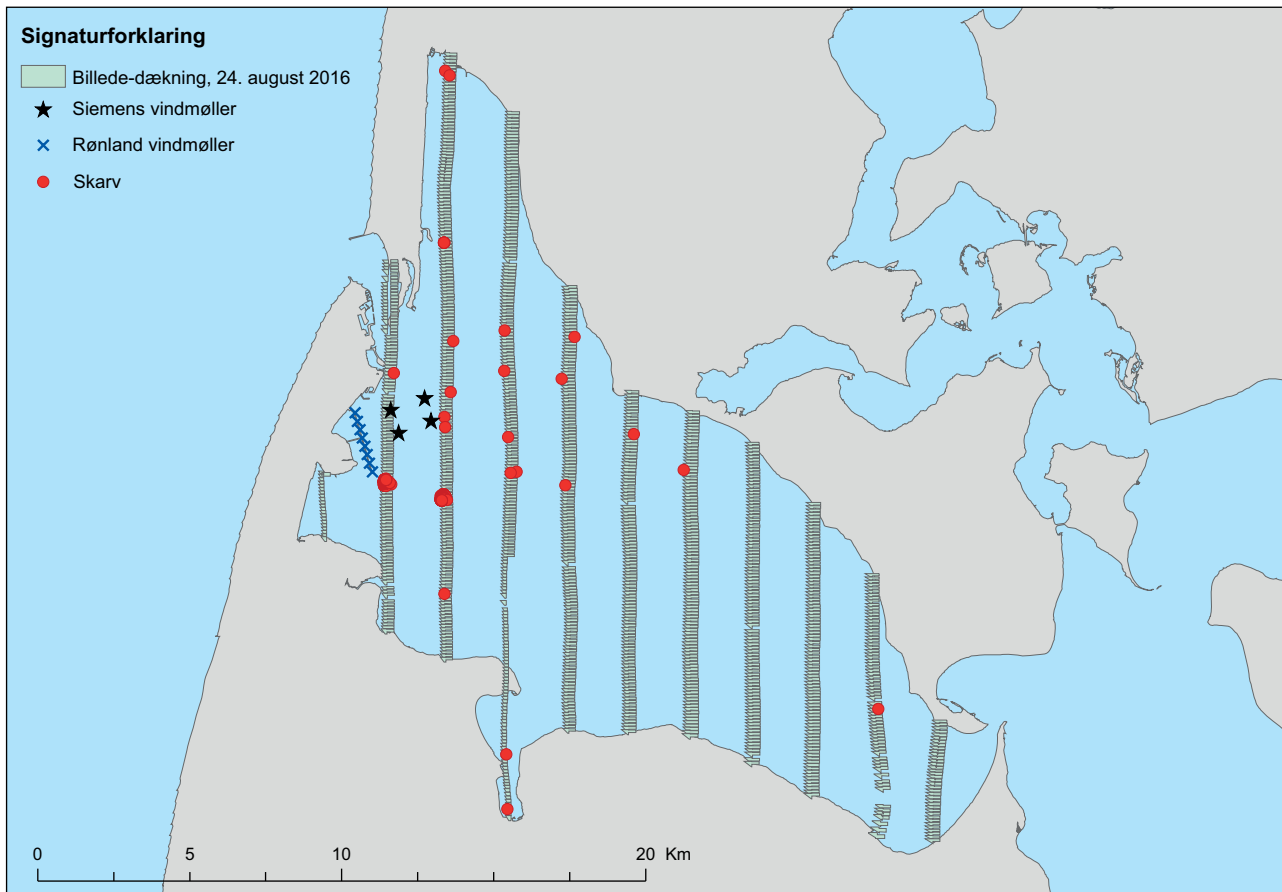 Signaturforklaring
Billede-dækning, 24. august 2016
Siemens vindmøller
Rønland vindmøller
Skarv
0 5 10 20 Km